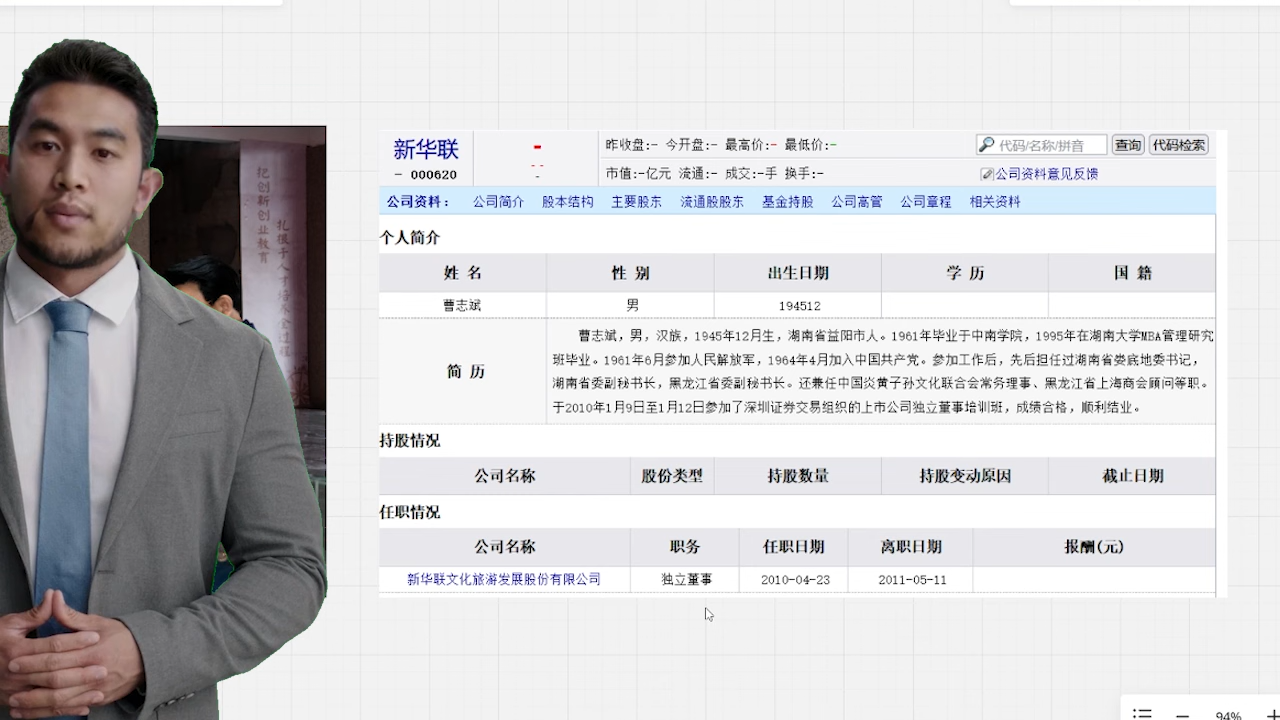 把创新创业教育
扎根于人才培养全过程
新华联
- 000620
-
- -
-
昨收盘:- 今开盘:- 最高价:- 最低价:-
代码/名称/拼音 查询 代码检索
市值:-亿元 流通:- 成交:-手 换手:-
公司资料意见反馈
公司资料： 公司简介 股本结构 主要股东 流通股股东 基金持股 公司高管 公司章程 相关资料
个人简介
姓 名 性 别 出生日期 学 历 国 籍
曹志斌 男 194512
简 历
曹志斌，男，汉族，1945年12月生，湖南省益阳市人。1961年毕业于中南学院，1995年在湖南大学MBA管理研究
班毕业。1961年6月参加人民解放军，1964年4月加入中国共产党。参加工作后，先后担任过湖南省娄底地委书记，
湖南省委副秘书长，黑龙江省委副秘书长。还兼任中国炎黄子孙文化联合会常务理事、黑龙江省上海商会顾问等职。
于2010年1月9日至1月12日参加了深圳证券交易组织的上市公司独立董事培训班，成绩合格，顺利结业。
持股情况
公司名称 股份类型 持股数量 持股变动原因 截止日期
任职情况
公司名称 职务 任职日期 离职日期 报酬(元)
新华联文化旅游发展股份有限公司 独立董事 2010-04-23 2011-05-11
94%